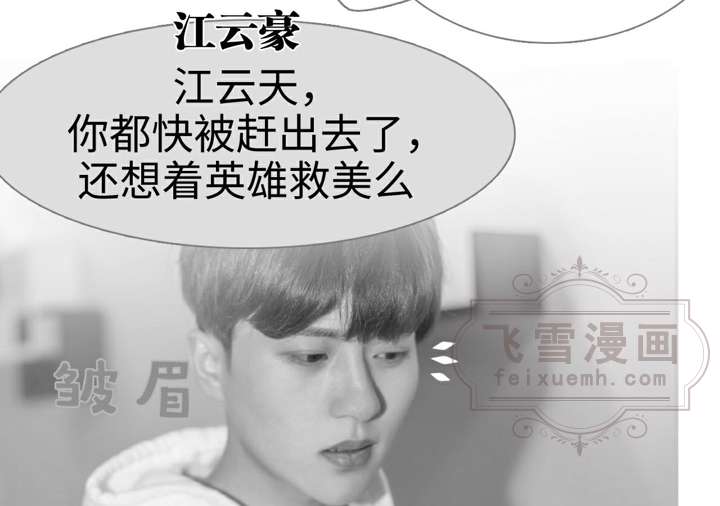 江云豪
江云天，
你都快被赶出去了，
还想着英雄救美么
皱眉
飞雪漫画
feixuemh.com